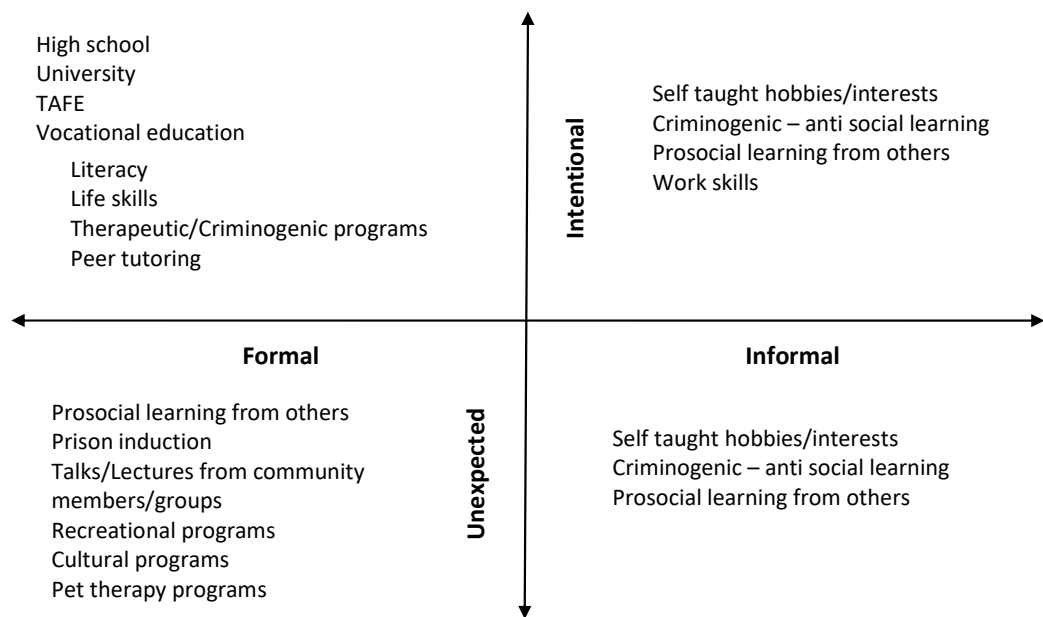 High school
University
TAFE
Vocational education
Literacy
Life skills
Therapeutic/Criminogenic programs
Peer tutoring
Intentional
Self taught hobbies/interests
Criminogenic – anti social learning
Prosocial learning from others
Work skills
Formal
Informal
Prosocial learning from others
Prison induction
Talks/Lectures from community
members/groups
Recreational programs
Cultural programs
Pet therapy programs
Unexpected
Self taught hobbies/interests
Criminogenic – anti social learning
Prosocial learning from others